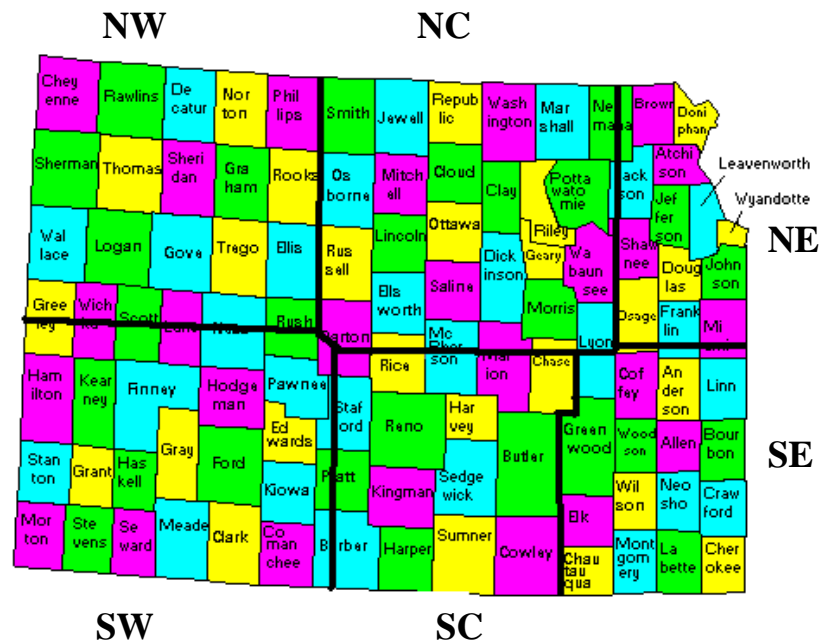 NW
NC
Chey
enne
Rawlins
De
catur
Nor
ton
Phil
lips
Smith
Jewell
Repub
lic
Wash
ington
Mar
shall
Ne
maha
Brown
Doni
phan
Sherman
Thomas
Sheri
dan
Gra
ham
Rooks
Os
borne
Mitch
ell
Cloud
Clay
Riley
Potta
wato
mie
Jack
son
Atchi
son
Jef
fer
son
Leavenworth
Wyandotte
NE
Wal
lace
Logan
Gove
Trego
Ellis
Rus
sell
Lincoln
Ottawa
Dick
inson
Geary
Wa
baun
see
Shaw
nee
Doug
las
John
son
Gree
ley
Wich
Scott
Rush
Barton
Ells
worth
Saline
Morris
Lyon
Osage
Frank
lin
Mi
Ham
ilton
Kear
ney
Finney
Hodge
man
Pawnee
Staf
ford
Rice
Mc
Pher
son
Mar
ion
Chase
Cof
fey
An
der
son
Linn
Stan
ton
Grant
Has
kell
Gray
Ford
Ed
wards
Kiowa
Pratt
Reno
Har
vey
Kingman
Sedge
wick
Butler
Green
wood
Wood
son
Allen
Bour
bon
SE
Mor
ton
Ste
vens
Se
ward
Meade
Clark
Co
man
chee
Barber
Harper
Sumner
Cowley
Elk
Chau
tau
qua
Wil
son
Neo
sho
Craw
ford
Mont
gom
ery
La
bette
Cher
okee
SW
SC